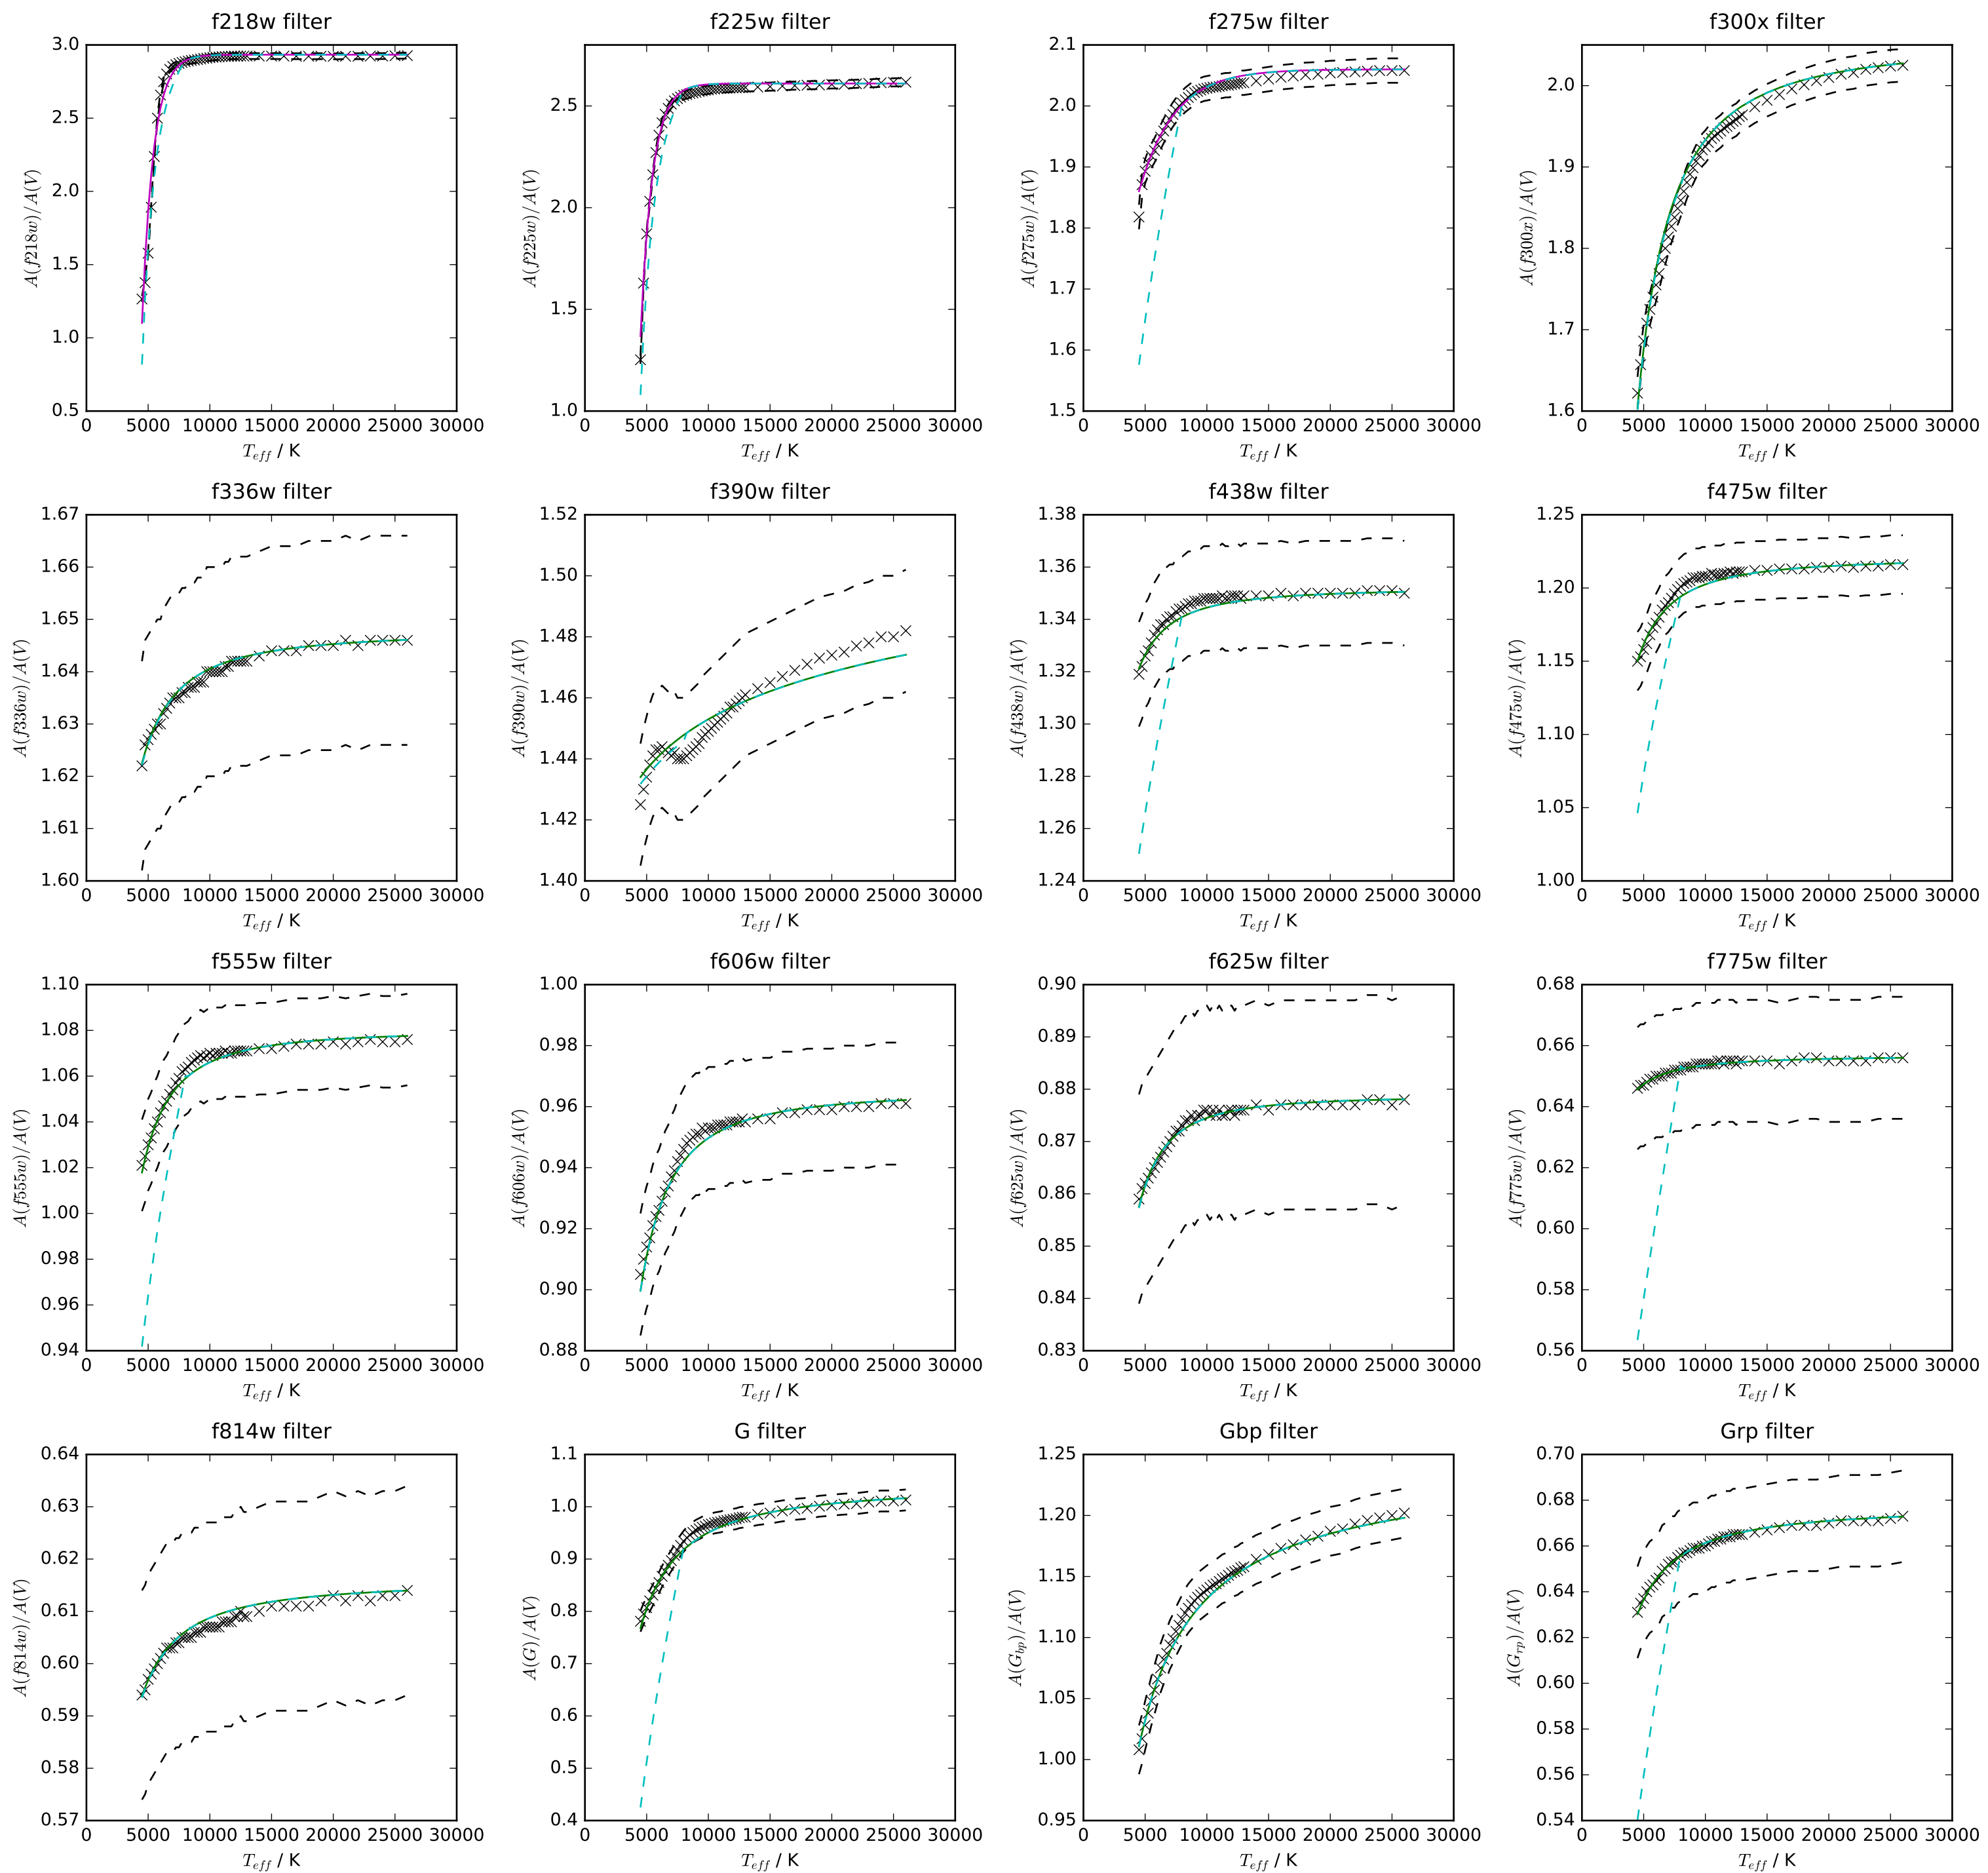 f218w filter
3.0
2.5
2.0
1.5
1.0
0.5
A(f218w)/A(V)
0 5000 10000 15000 20000 25000 30000
T_eff / K
f225w filter
2.5
2.0
1.5
1.0
A(f225w)/A(V)
0 5000 10000 15000 20000 25000 30000
T_eff / K
f275w filter
2.1
2.0
1.9
1.8
1.7
1.6
1.5
A(f275w)/A(V)
0 5000 10000 15000 20000 25000 30000
T_eff / K
f300x filter
2.0
1.9
1.8
1.7
1.6
A(f300x)/A(V)
0 5000 10000 15000 20000 25000 30000
T_eff / K
f336w filter
1.67
1.66
1.65
1.64
1.63
1.62
1.61
1.60
A(f336w)/A(V)
0 5000 10000 15000 20000 25000 30000
T_eff / K
f390w filter
1.52
1.50
1.48
1.46
1.44
1.42
1.40
A(f390w)/A(V)
0 5000 10000 15000 20000 25000 30000
T_eff / K
f438w filter
1.38
1.36
1.34
1.32
1.30
1.28
1.26
1.24
A(f438w)/A(V)
0 5000 10000 15000 20000 25000 30000
T_eff / K
f475w filter
1.25
1.20
1.15
1.10
1.05
1.00
A(f475w)/A(V)
0 5000 10000 15000 20000 25000 30000
T_eff / K
f555w filter
1.10
1.08
1.06
1.04
1.02
1.00
0.98
0.96
0.94
A(f555w)/A(V)
0 5000 10000 15000 20000 25000 30000
T_eff / K
f606w filter
1.00
0.98
0.96
0.94
0.92
0.90
0.88
A(f606w)/A(V)
0 5000 10000 15000 20000 25000 30000
T_eff / K
f625w filter
0.90
0.89
0.88
0.87
0.86
0.85
0.84
0.83
A(f625w)/A(V)
0 5000 10000 15000 20000 25000 30000
T_eff / K
f775w filter
0.68
0.66
0.64
0.62
0.60
0.58
0.56
A(f775w)/A(V)
0 5000 10000 15000 20000 25000 30000
T_eff / K
f814w filter
0.64
0.63
0.62
0.61
0.60
0.59
0.58
0.57
A(f814w)/A(V)
0 5000 10000 15000 20000 25000 30000
T_eff / K
G filter
1.1
1.0
0.9
0.8
0.7
0.6
0.5
0.4
A(G)/A(V)
0 5000 10000 15000 20000 25000 30000
T_eff / K
Gbp filter
1.25
1.20
1.15
1.10
1.05
1.00
0.95
A(G_bp)/A(V)
0 5000 10000 15000 20000 25000 30000
T_eff / K
Grp filter
0.70
0.68
0.66
0.64
0.62
0.60
0.58
0.56
0.54
A(G_rp)/A(V)
0 5000 10000 15000 20000 25000 30000
T_eff / K